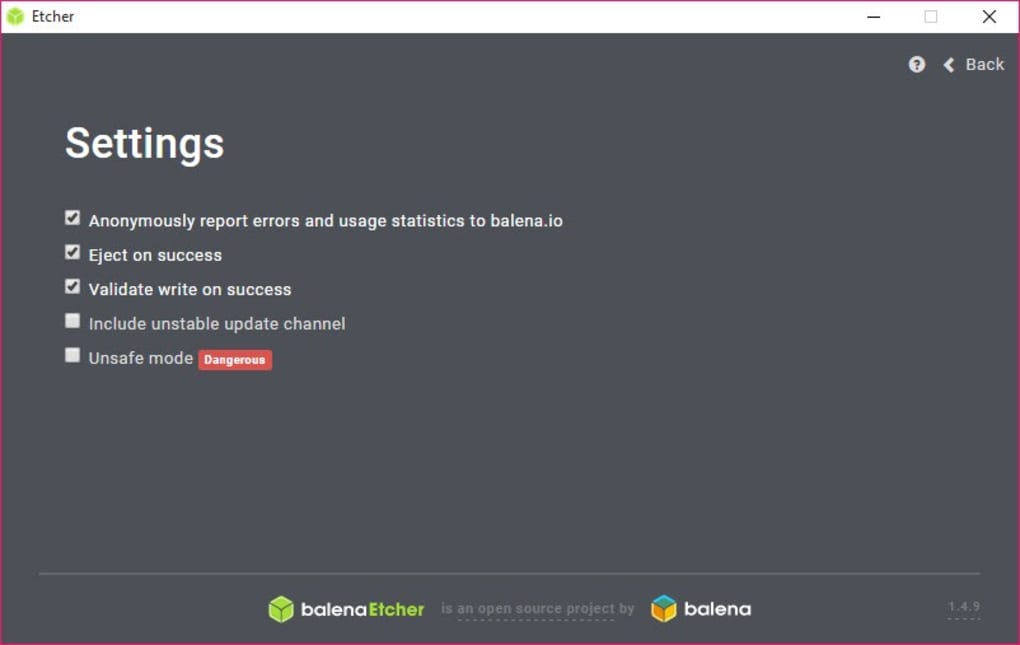 Etcher
Back
Settings
Anonymously report errors and usage statistics to balena.io
Eject on success
Validate write on success
Include unstable update channel
Unsafe mode Dangerous
balenaEtcher is an open source project by balena 1.4.9